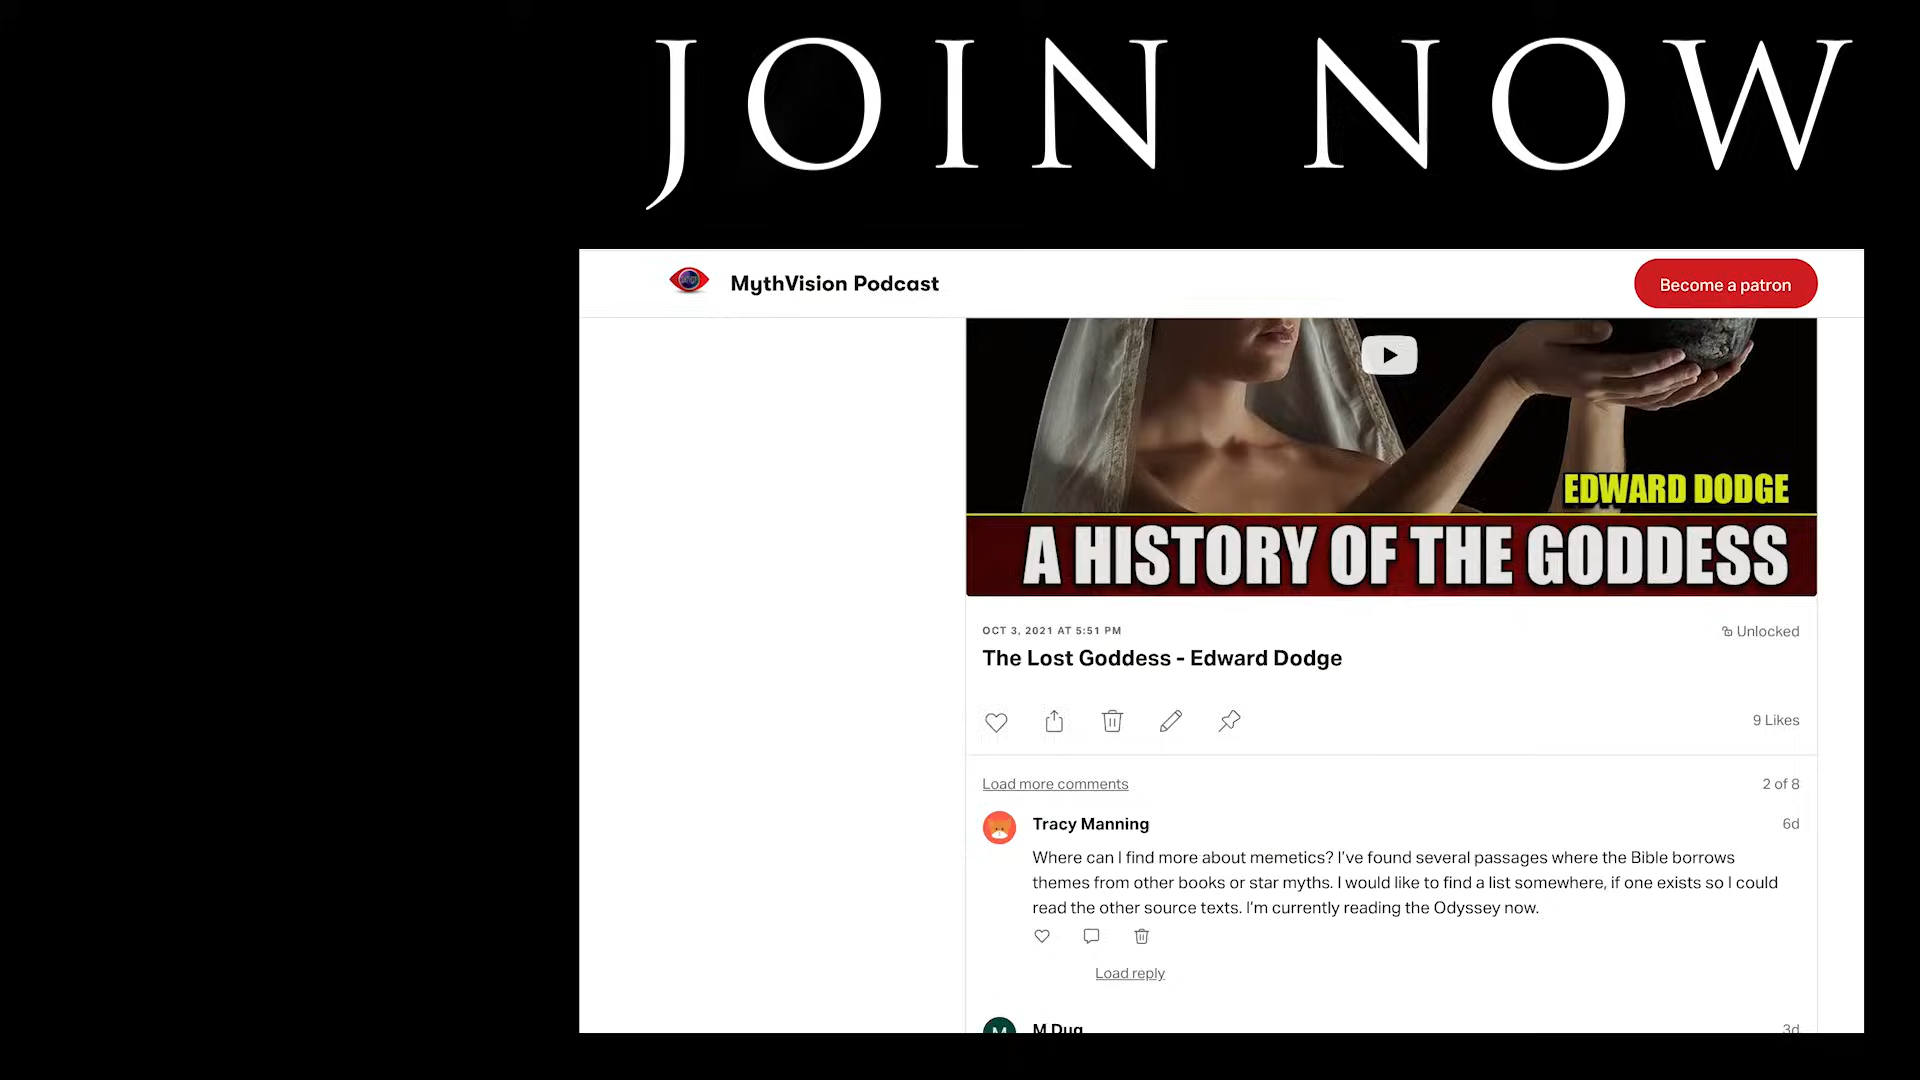 JOIN NOW
MythVision Podcast
Become a patron
EDWARD DODGE
A HISTORY OF THE GODDESS
OCT 3, 2021 AT 5:51 PM
Unlocked
The Lost Goddess - Edward Dodge
9 Likes
Load more comments
2 of 8
Tracy Manning
6d
Where can I find more about memetics? I've found several passages where the Bible borrows
themes from other books or star myths. I would like to find a list somewhere, if one exists so I could
read the other source texts. I'm currently reading the Odyssey now.
Load reply
M
M Dug
3d